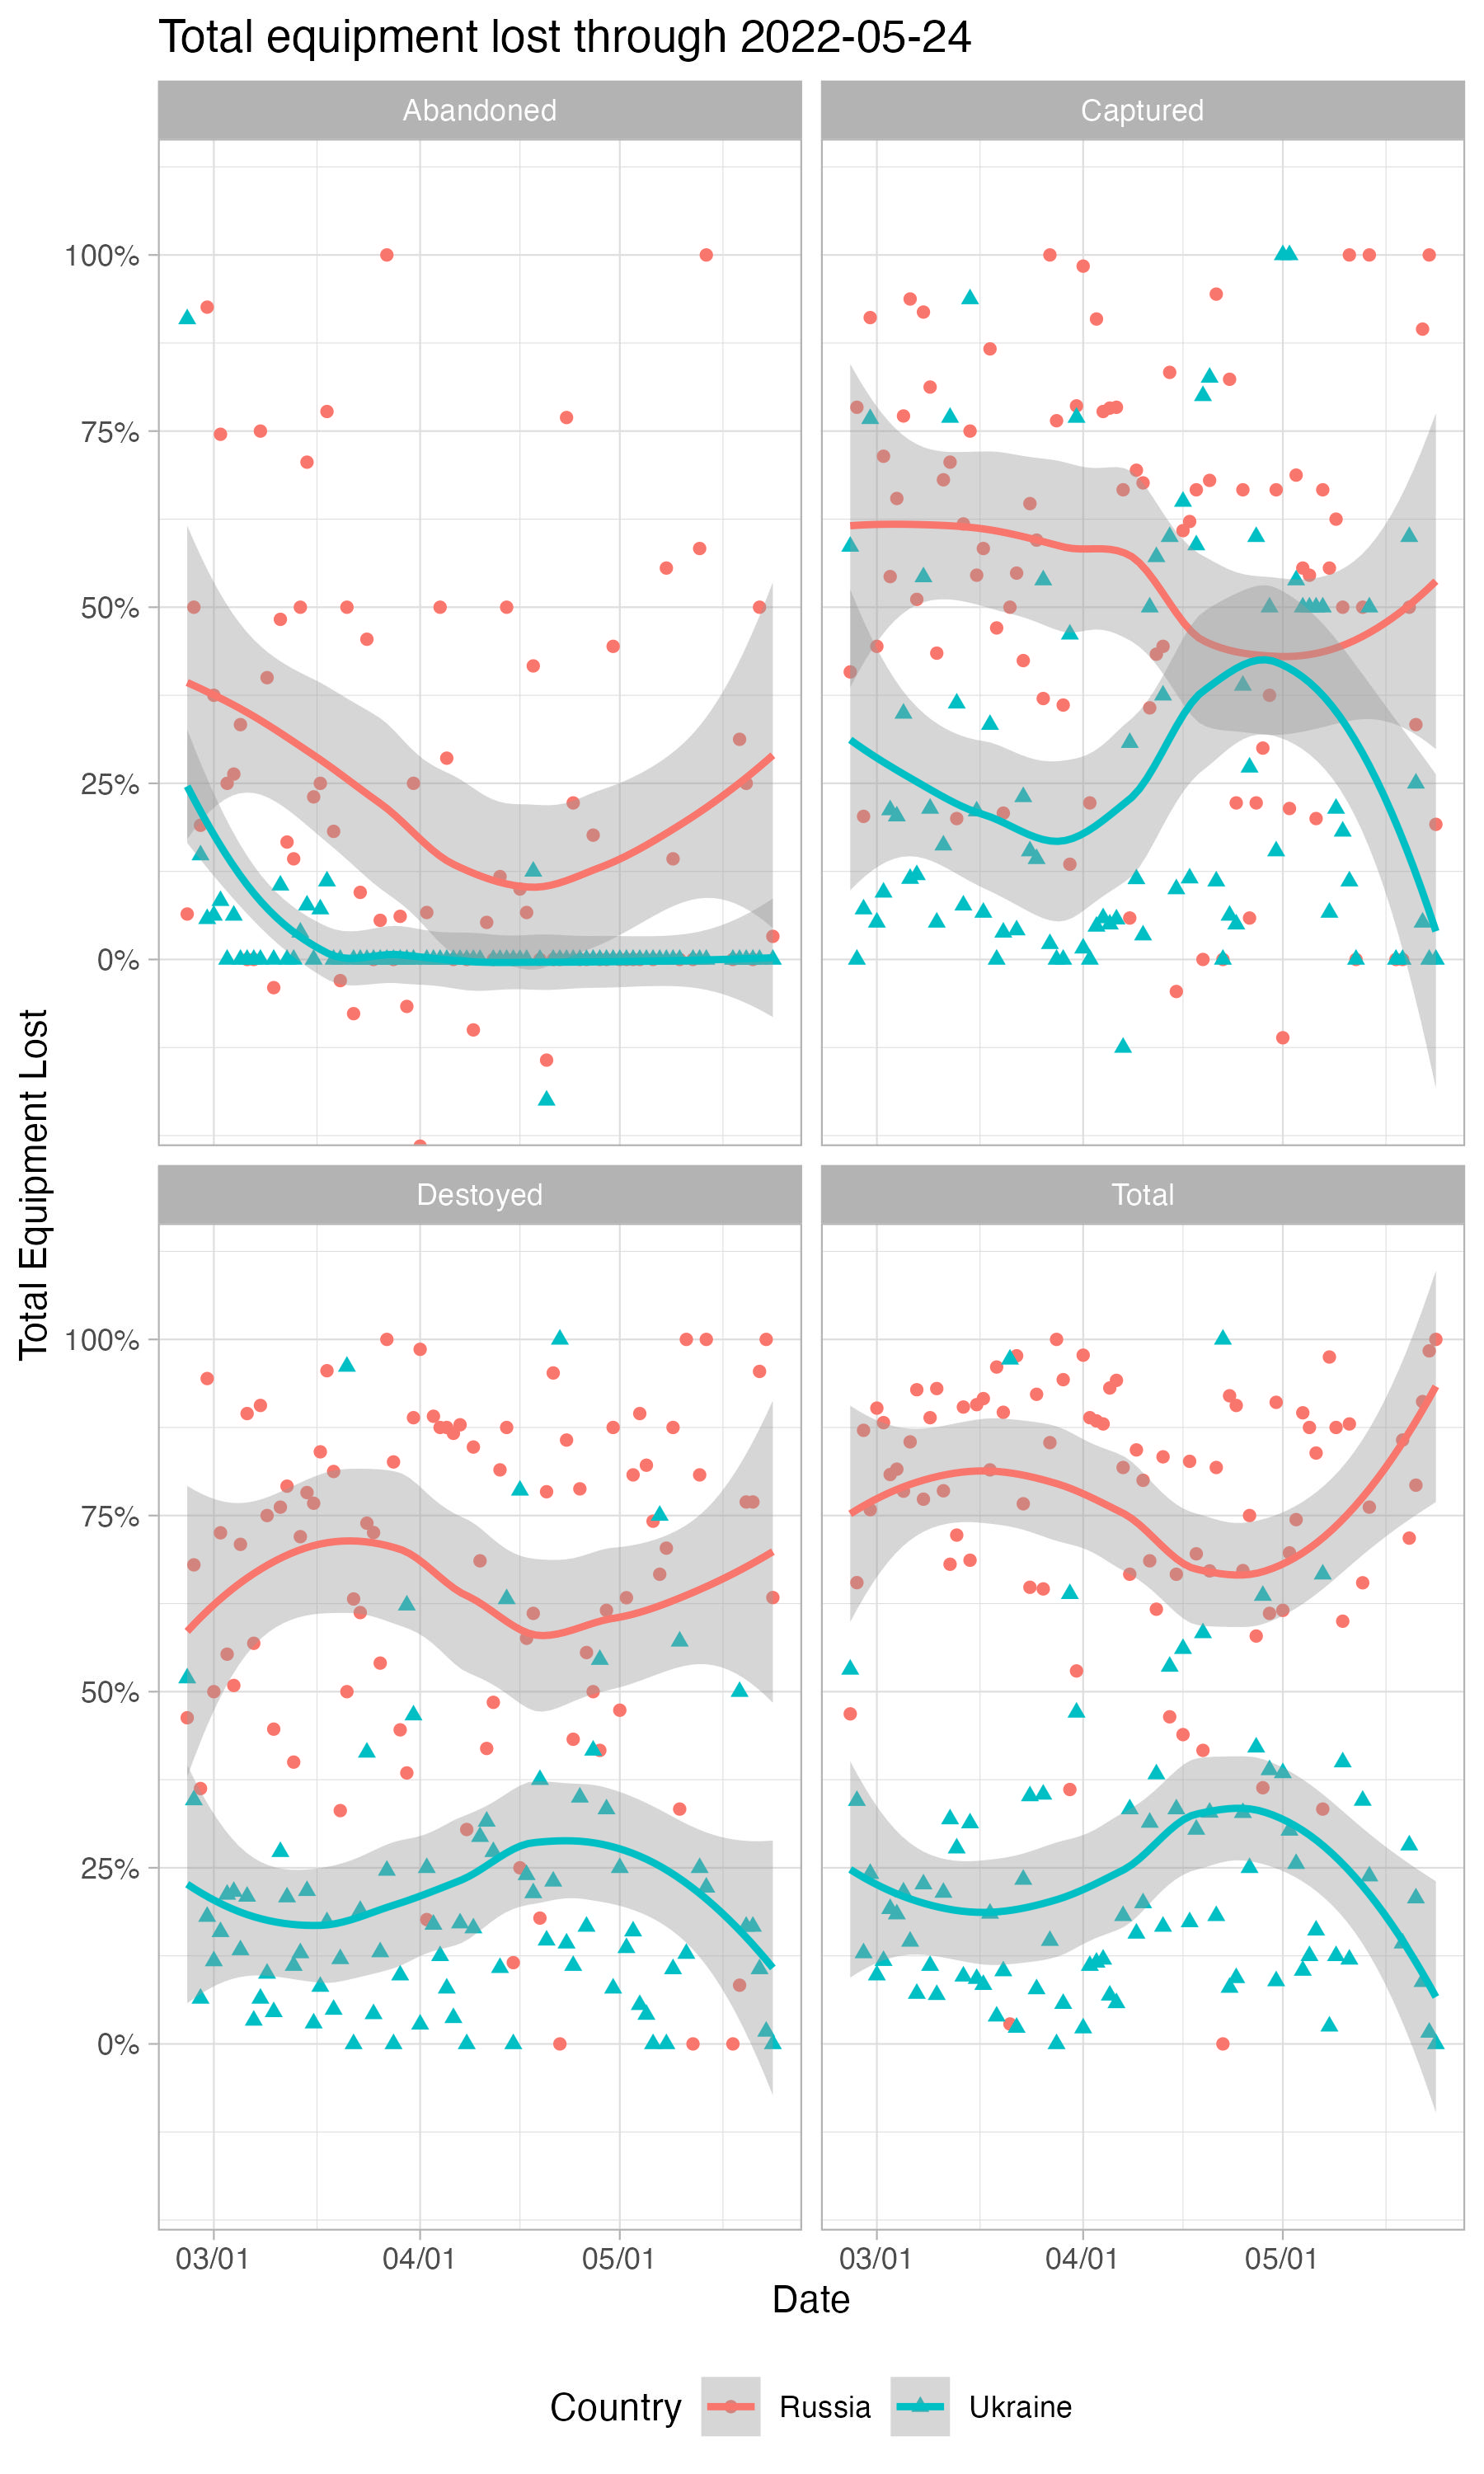 Total equipment lost through 2022-05-24
Abandoned
Captured
100%
75%
50%
25%
0%
Total Equipment Lost
Destoyed
Total
100%
75%
50%
25%
0%
03/01
04/01
05/01
03/01
04/01
05/01
Date
Country
Russia
Ukraine